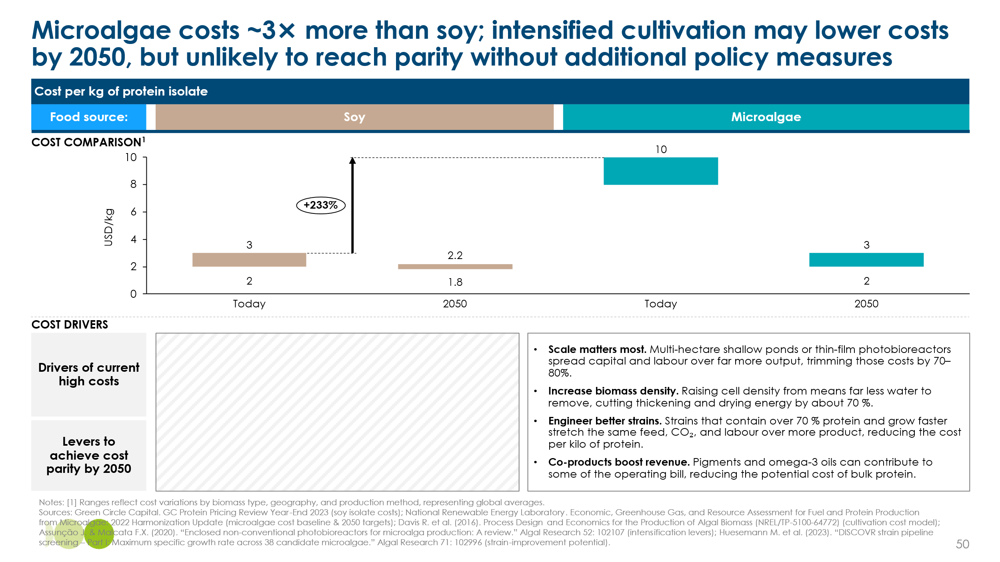 Microalgae costs ~3× more than soy; intensified cultivation may lower costs
by 2050, but unlikely to reach parity without additional policy measures
Cost per kg of protein isolate
Food source:
Soy
Microalgae
COST COMPARISON¹
USD/kg
10
8
6
4
2
0
3
2
+233%
2.2
1.8
10
3
2
Today
2050
Today
2050
COST DRIVERS
Drivers of current
high costs
Levers to
achieve cost
parity by 2050
• Scale matters most. Multi-hectare shallow ponds or thin-film photobioreactors
spread capital and labour over far more output, trimming those costs by 70–
80%.
• Increase biomass density. Raising cell density from means far less water to
remove, cutting thickening and drying energy by about 70 %.
• Engineer better strains. Strains that contain over 70 % protein and grow faster
stretch the same feed, CO₂, and labour over more product, reducing the cost
per kilo of protein.
• Co-products boost revenue. Pigments and omega-3 oils can contribute to
some of the operating bill, reducing the potential cost of bulk protein.
Notes: [1] Ranges reflect cost variations by biomass type, geography, and production method, representing global averages.
Sources: Green Circle Capital. GC Protein Pricing Review Year-End 2023 (soy isolate costs); National Renewable Energy Laboratory. Economic, Greenhouse Gas, and Resource Assessment for Fuel and Protein Production
from Microalgae: 2022 Harmonization Update (microalgae cost baseline & 2050 targets); Davis R. et al. (2016). Process Design and Economics for the Production of Algal Biomass (NREL/TP-5100-64772) (cultivation cost model);
Assunção J. & Malcata F.X. (2020). “Enclosed non-conventional photobioreactors for microalga production: A review.” Algal Research 52: 102107 (intensification levers); Huesemann M. et al. (2023). “DISCOVR strain pipeline
screening – Part I: Maximum specific growth rate across 38 candidate microalgae.” Algal Research 71: 102996 (strain-improvement potential).
50